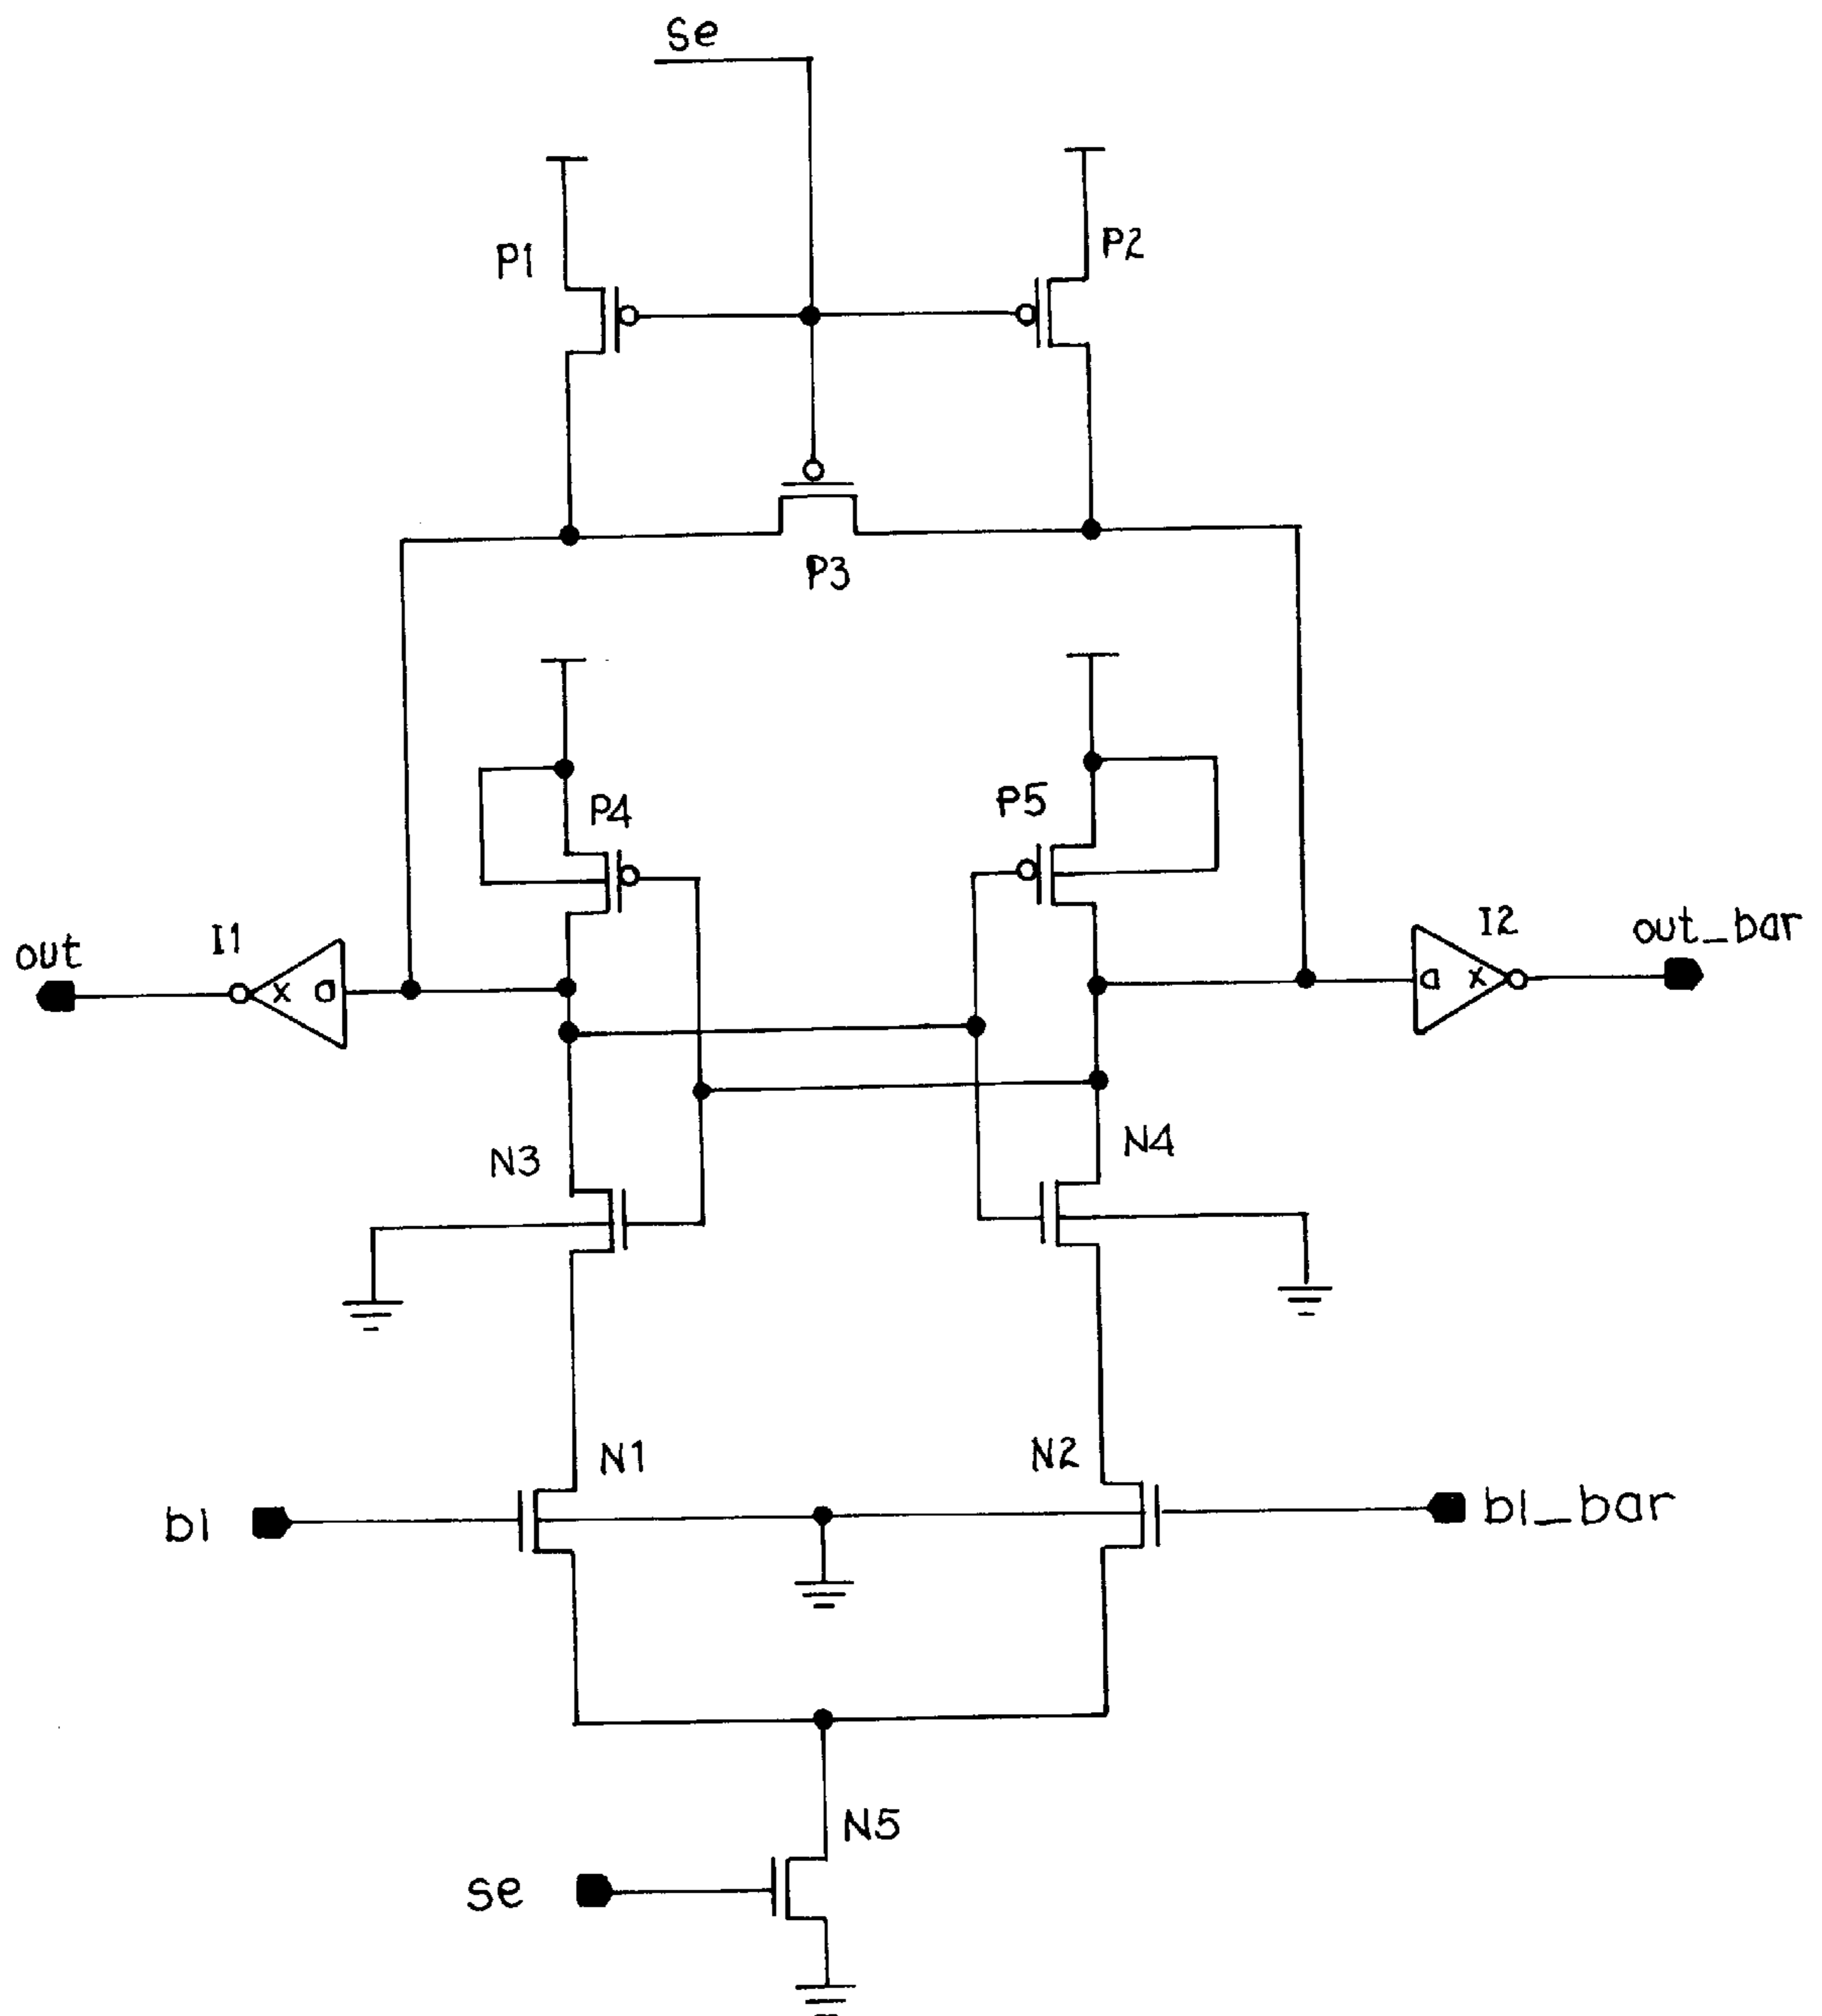 se
P1
P2
P3
P4
P5
out
I1
x a
a x
I2
out_bar
N3
N4
N1
N2
bl
bl_bar
N5
se